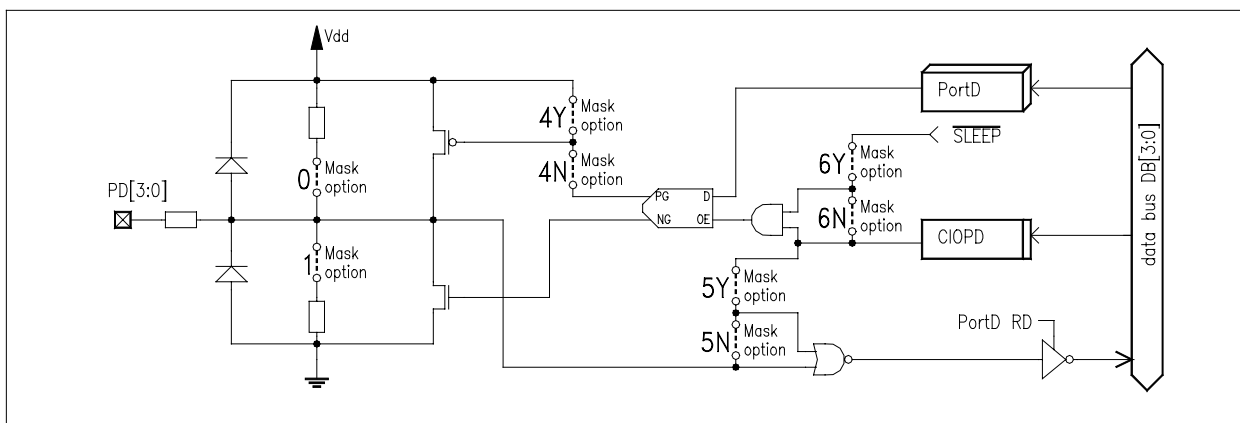 Vdd
PortD
4Y
Mask
option
SLEEP
4N
Mask
option
6Y
Mask
option
0
Mask
option
PD[3:0]
PG
D
NG
OE
6N
Mask
option
CIOPD
data bus DB[3:0]
1
Mask
option
5Y
Mask
option
5N
Mask
option
PortD RD